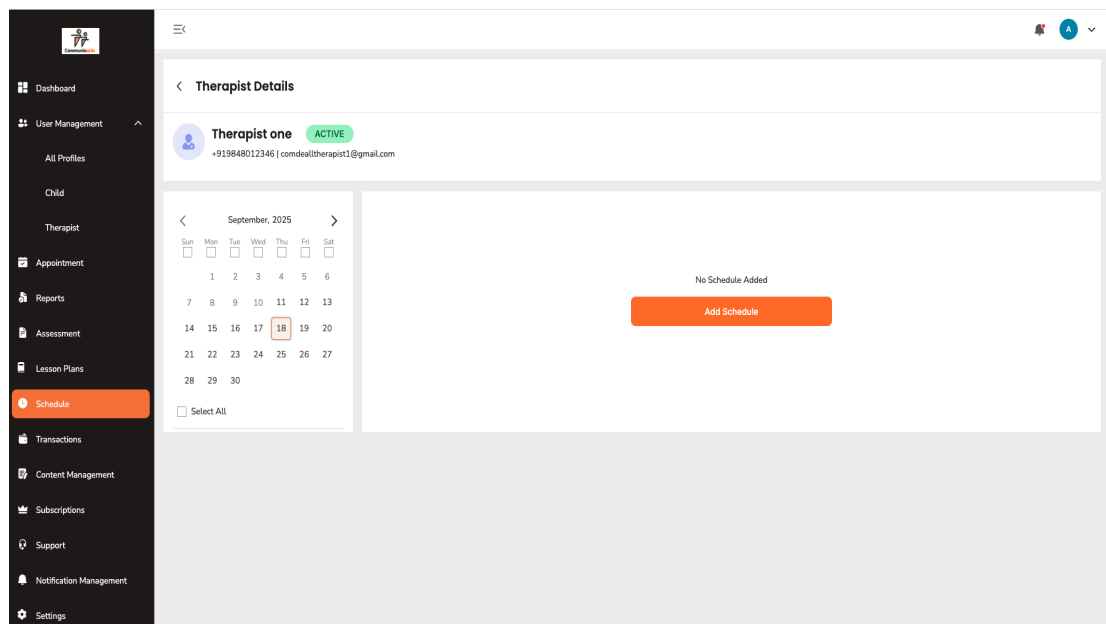 Communicaids
A
Dashboard
User Management
All Profiles
Child
Therapist
Appointment
Reports
Assessment
Lesson Plans
Schedule
Transactions
Content Management
Subscriptions
Support
Notification Management
Settings
Therapist Details
Therapist one ACTIVE
+919848012346 | comdealltherapist1@gmail.com
September, 2025
Sun Mon Tue Wed Thu Fri Sat
1 2 3 4 5 6
7 8 9 10 11 12 13
14 15 16 17 18 19 20
21 22 23 24 25 26 27
28 29 30
Select All
No Schedule Added
Add Schedule